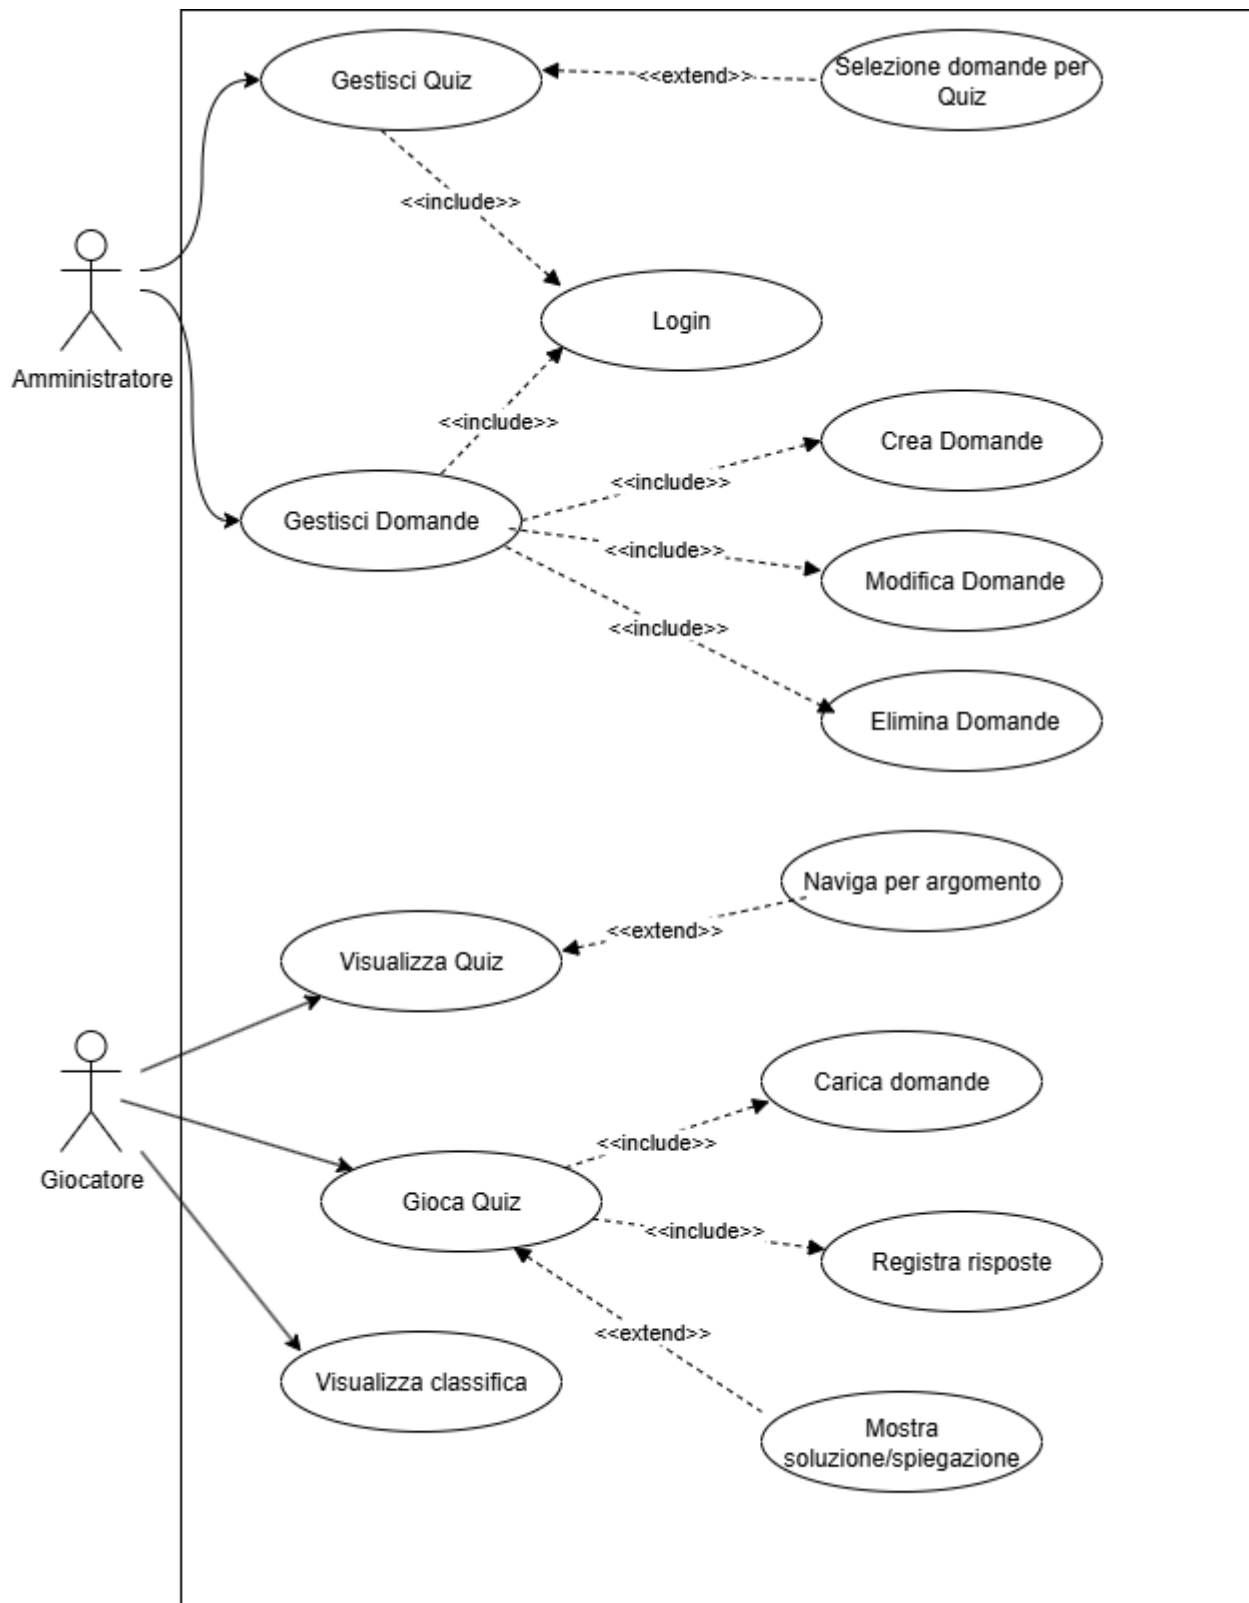 Gestisci Quiz
<<extend>>
Selezione domande per
Quiz
<<include>>
Amministratore
Login
<<include>>
Crea Domande
<<include>>
Gestisci Domande
<<include>>
Modifica Domande
<<include>>
Elimina Domande
Naviga per argomento
<<extend>>
Visualizza Quiz
Giocatore
Carica domande
<<include>>
Gioca Quiz
<<include>>
Registra risposte
<<extend>>
Visualizza classifica
Mostra
soluzione/spiegazione